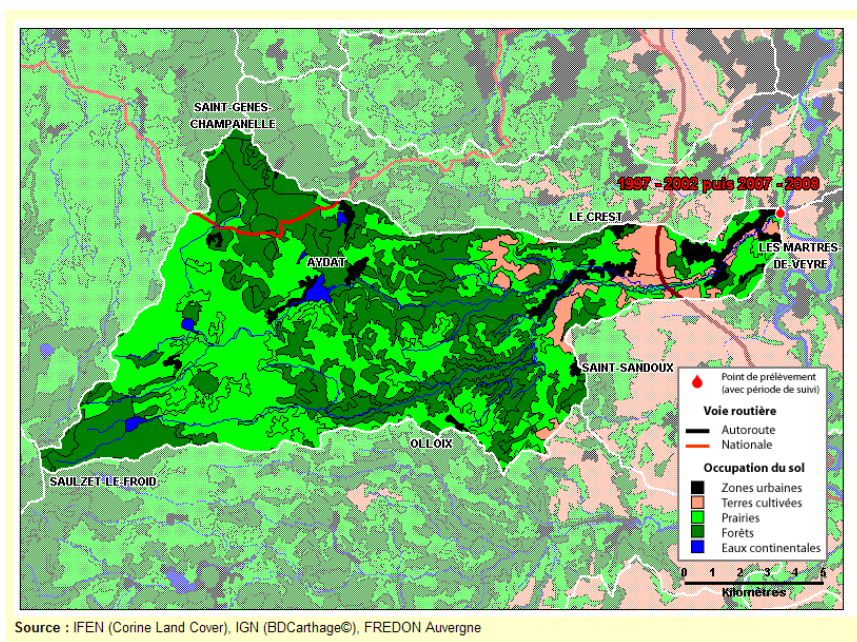 SAINT-GENES-
CHAMPANELLE
1997 - 2002 puis 2007 - 2008
LE CREST
LES MARTRES-
DE-VEYRE
AYDAT
SAINT-SANDOUX
OLLOIX
SAULZET-LE-FROID
Point de prélèvement
(avec période de suivi)
Voie routière
Autoroute
Nationale
Occupation du sol
Zones urbaines
Terres cultivées
Prairies
Forêts
Eaux continentales
0 1 2 3 4 5
Kilomètres
Source : IFEN (Corine Land Cover), IGN (BDCarthage©), FREDON Auvergne